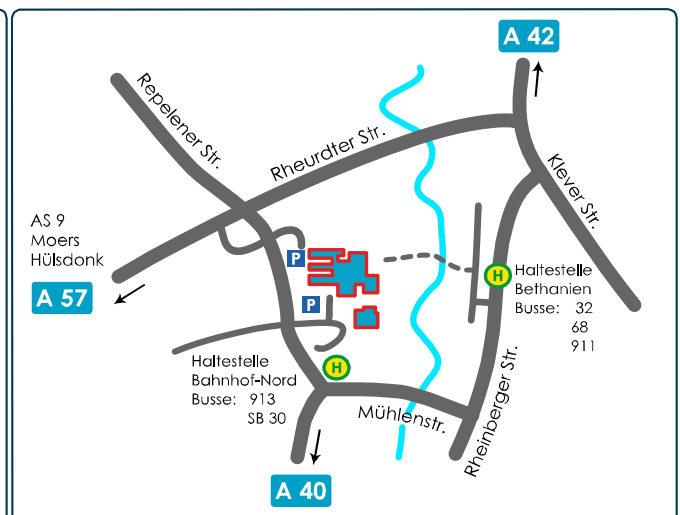 A 42
Repelener Str.
Rheurdter Str.
Klever Str.
AS 9
Moers
Hülsdonk
A 57
P
P
H
Haltestelle
Bethanien
Busse: 32
68
911
Haltestelle
Bahnhof-Nord
Busse: 913
SB 30
H
Mühlenstr.
Rheinberger Str.
A 40